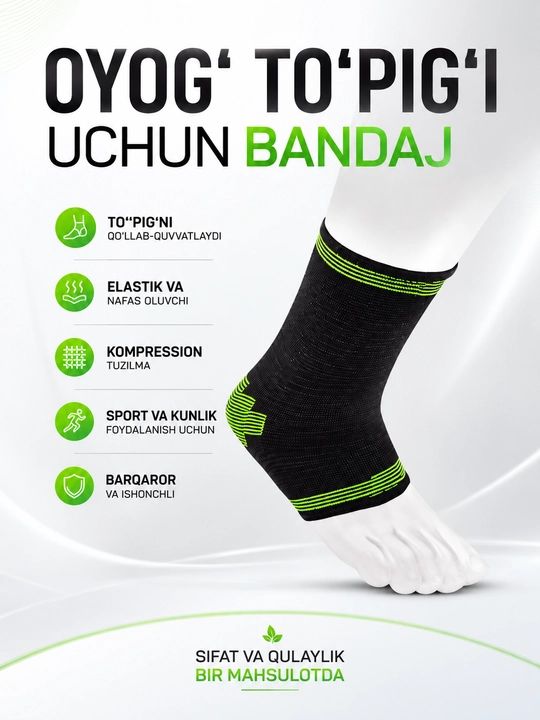 OYOG‘ TO‘PIG‘I
UCHUN BANDAJ
TO‘‘PIG‘NI
QO‘LLAB-QUVVATLAYDI
ELASTIK VA
NAFAS OLUVCHI
KOMPRESSION
TUZILMA
SPORT VA KUNLIK
FOYDALANISH UCHUN
BARQAROR
VA ISHONCHLI
SIFAT VA QULAYLIK
BIR MAHSULOTDA